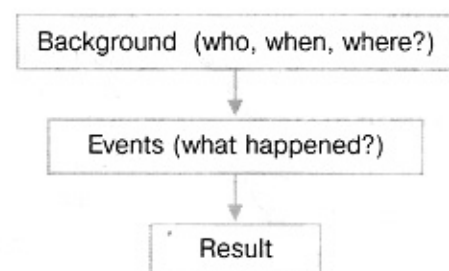 Background (who, when, where?)
Events (what happened?)
Result